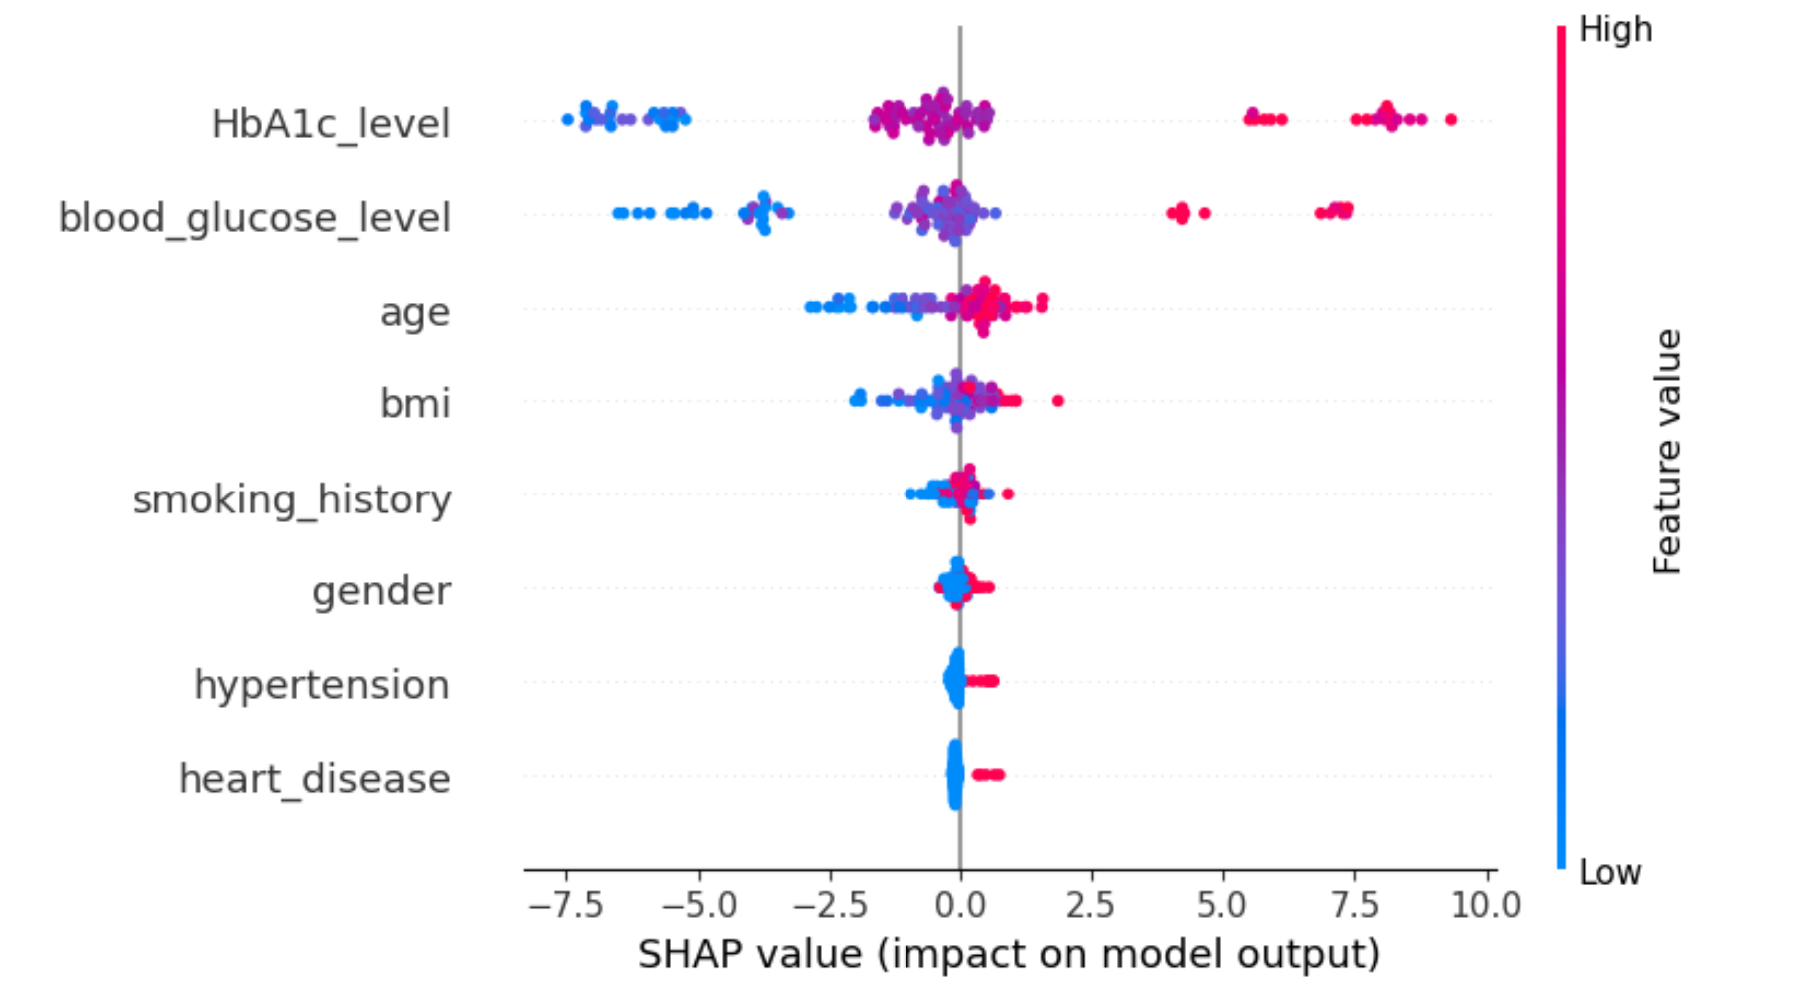 High
HbA1c_level
blood_glucose_level
age
bmi
smoking_history
gender
hypertension
heart_disease
Feature value
Low
−7.5 −5.0 −2.5 0.0 2.5 5.0 7.5 10.0
SHAP value (impact on model output)